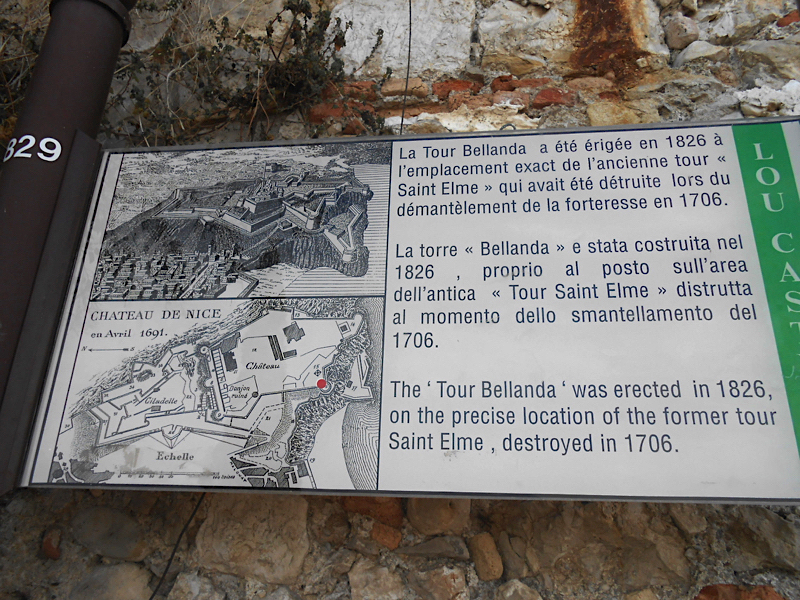 829
La Tour Bellanda a été érigée en 1826 à
l'emplacement exact de l'ancienne tour «
Saint Elme » qui avait été détruite lors du
démantèlement de la forteresse en 1706.
La torre « Bellanda » e stata costruita nel
1826 , proprio al posto sull'area
dell'antica « Tour Saint Elme » distrutta
al momento dello smantellamento del
1706.
The ‘ Tour Bellanda ‘ was erected in 1826,
on the precise location of the former tour
Saint Elme , destroyed in 1706.
CHATEAU DE NICE
en Avril 1691.
Château
Donjon
ruiné
Citadelle
Echelle
LOU CAST